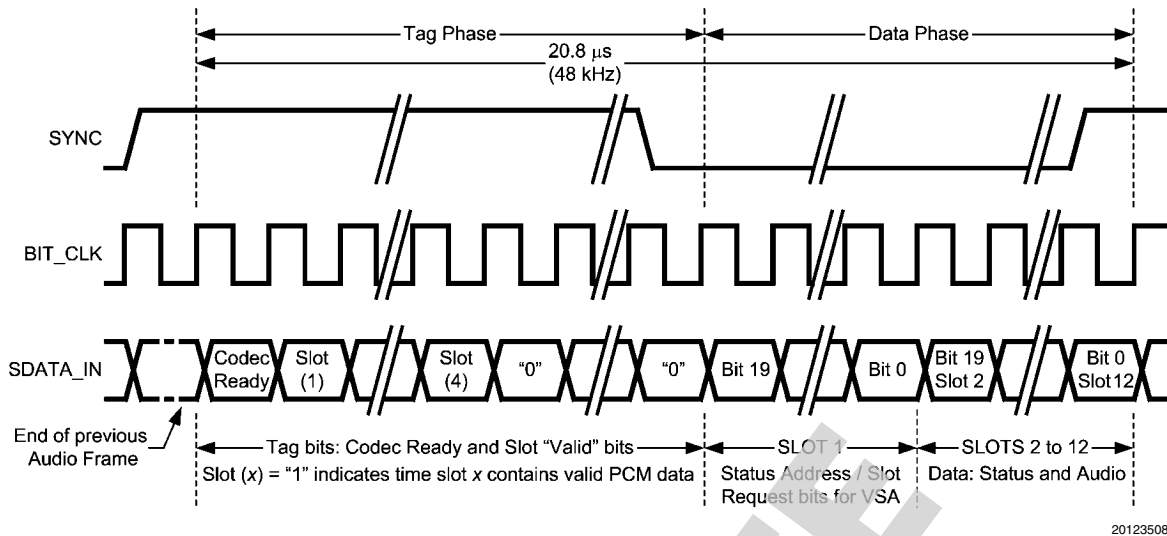 Tag Phase
Data Phase
20.8 μs
(48 kHz)
SYNC
BIT_CLK
SDATA_IN
Codec
Ready
Slot
(1)
Slot
(4)
"0"
"0"
Bit 19
Bit 0
Bit 19
Slot 2
Bit 0
Slot12
End of previous
Audio Frame
Tag bits: Codec Ready and Slot “Valid” bits
Slot (x) = “1” indicates time slot x contains valid PCM data
SLOT 1
Status Address / Slot
Request bits for VSA
SLOTS 2 to 12
Data: Status and Audio
20123508